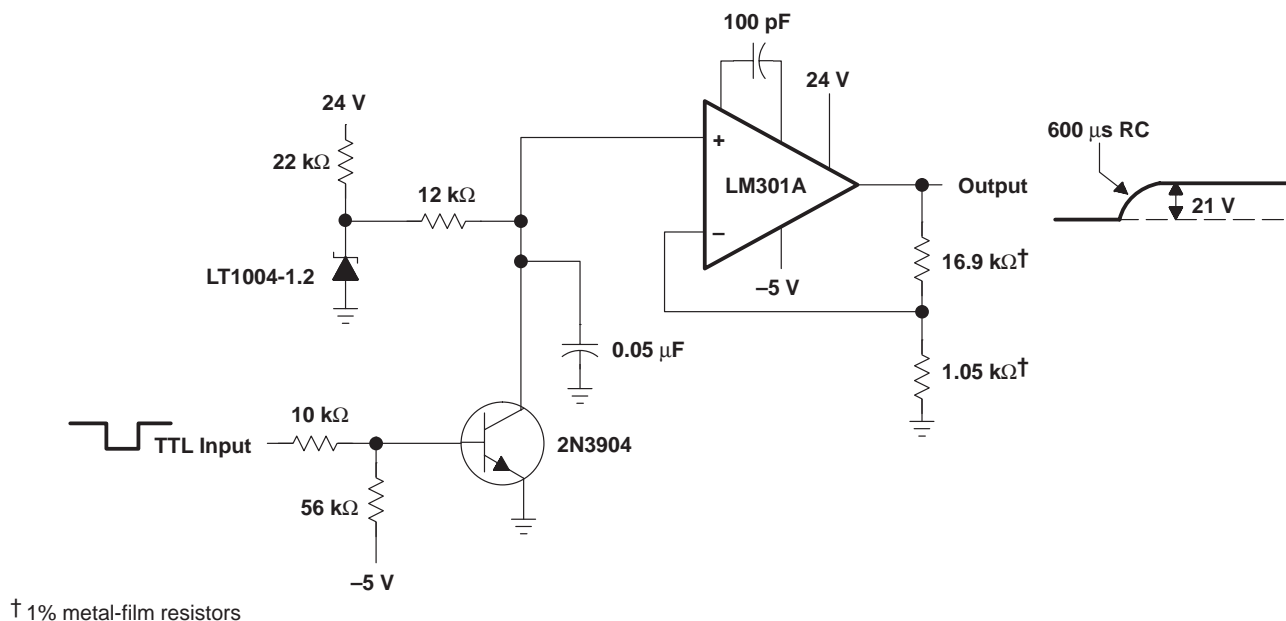 100 pF
24 V
24 V
600 μs RC
22 kΩ
+
12 kΩ
LM301A
Output
21 V
–
LT1004-1.2
16.9 kΩ†
–5 V
0.05 μF
1.05 kΩ†
10 kΩ
TTL Input
2N3904
56 kΩ
–5 V
† 1% metal-film resistors